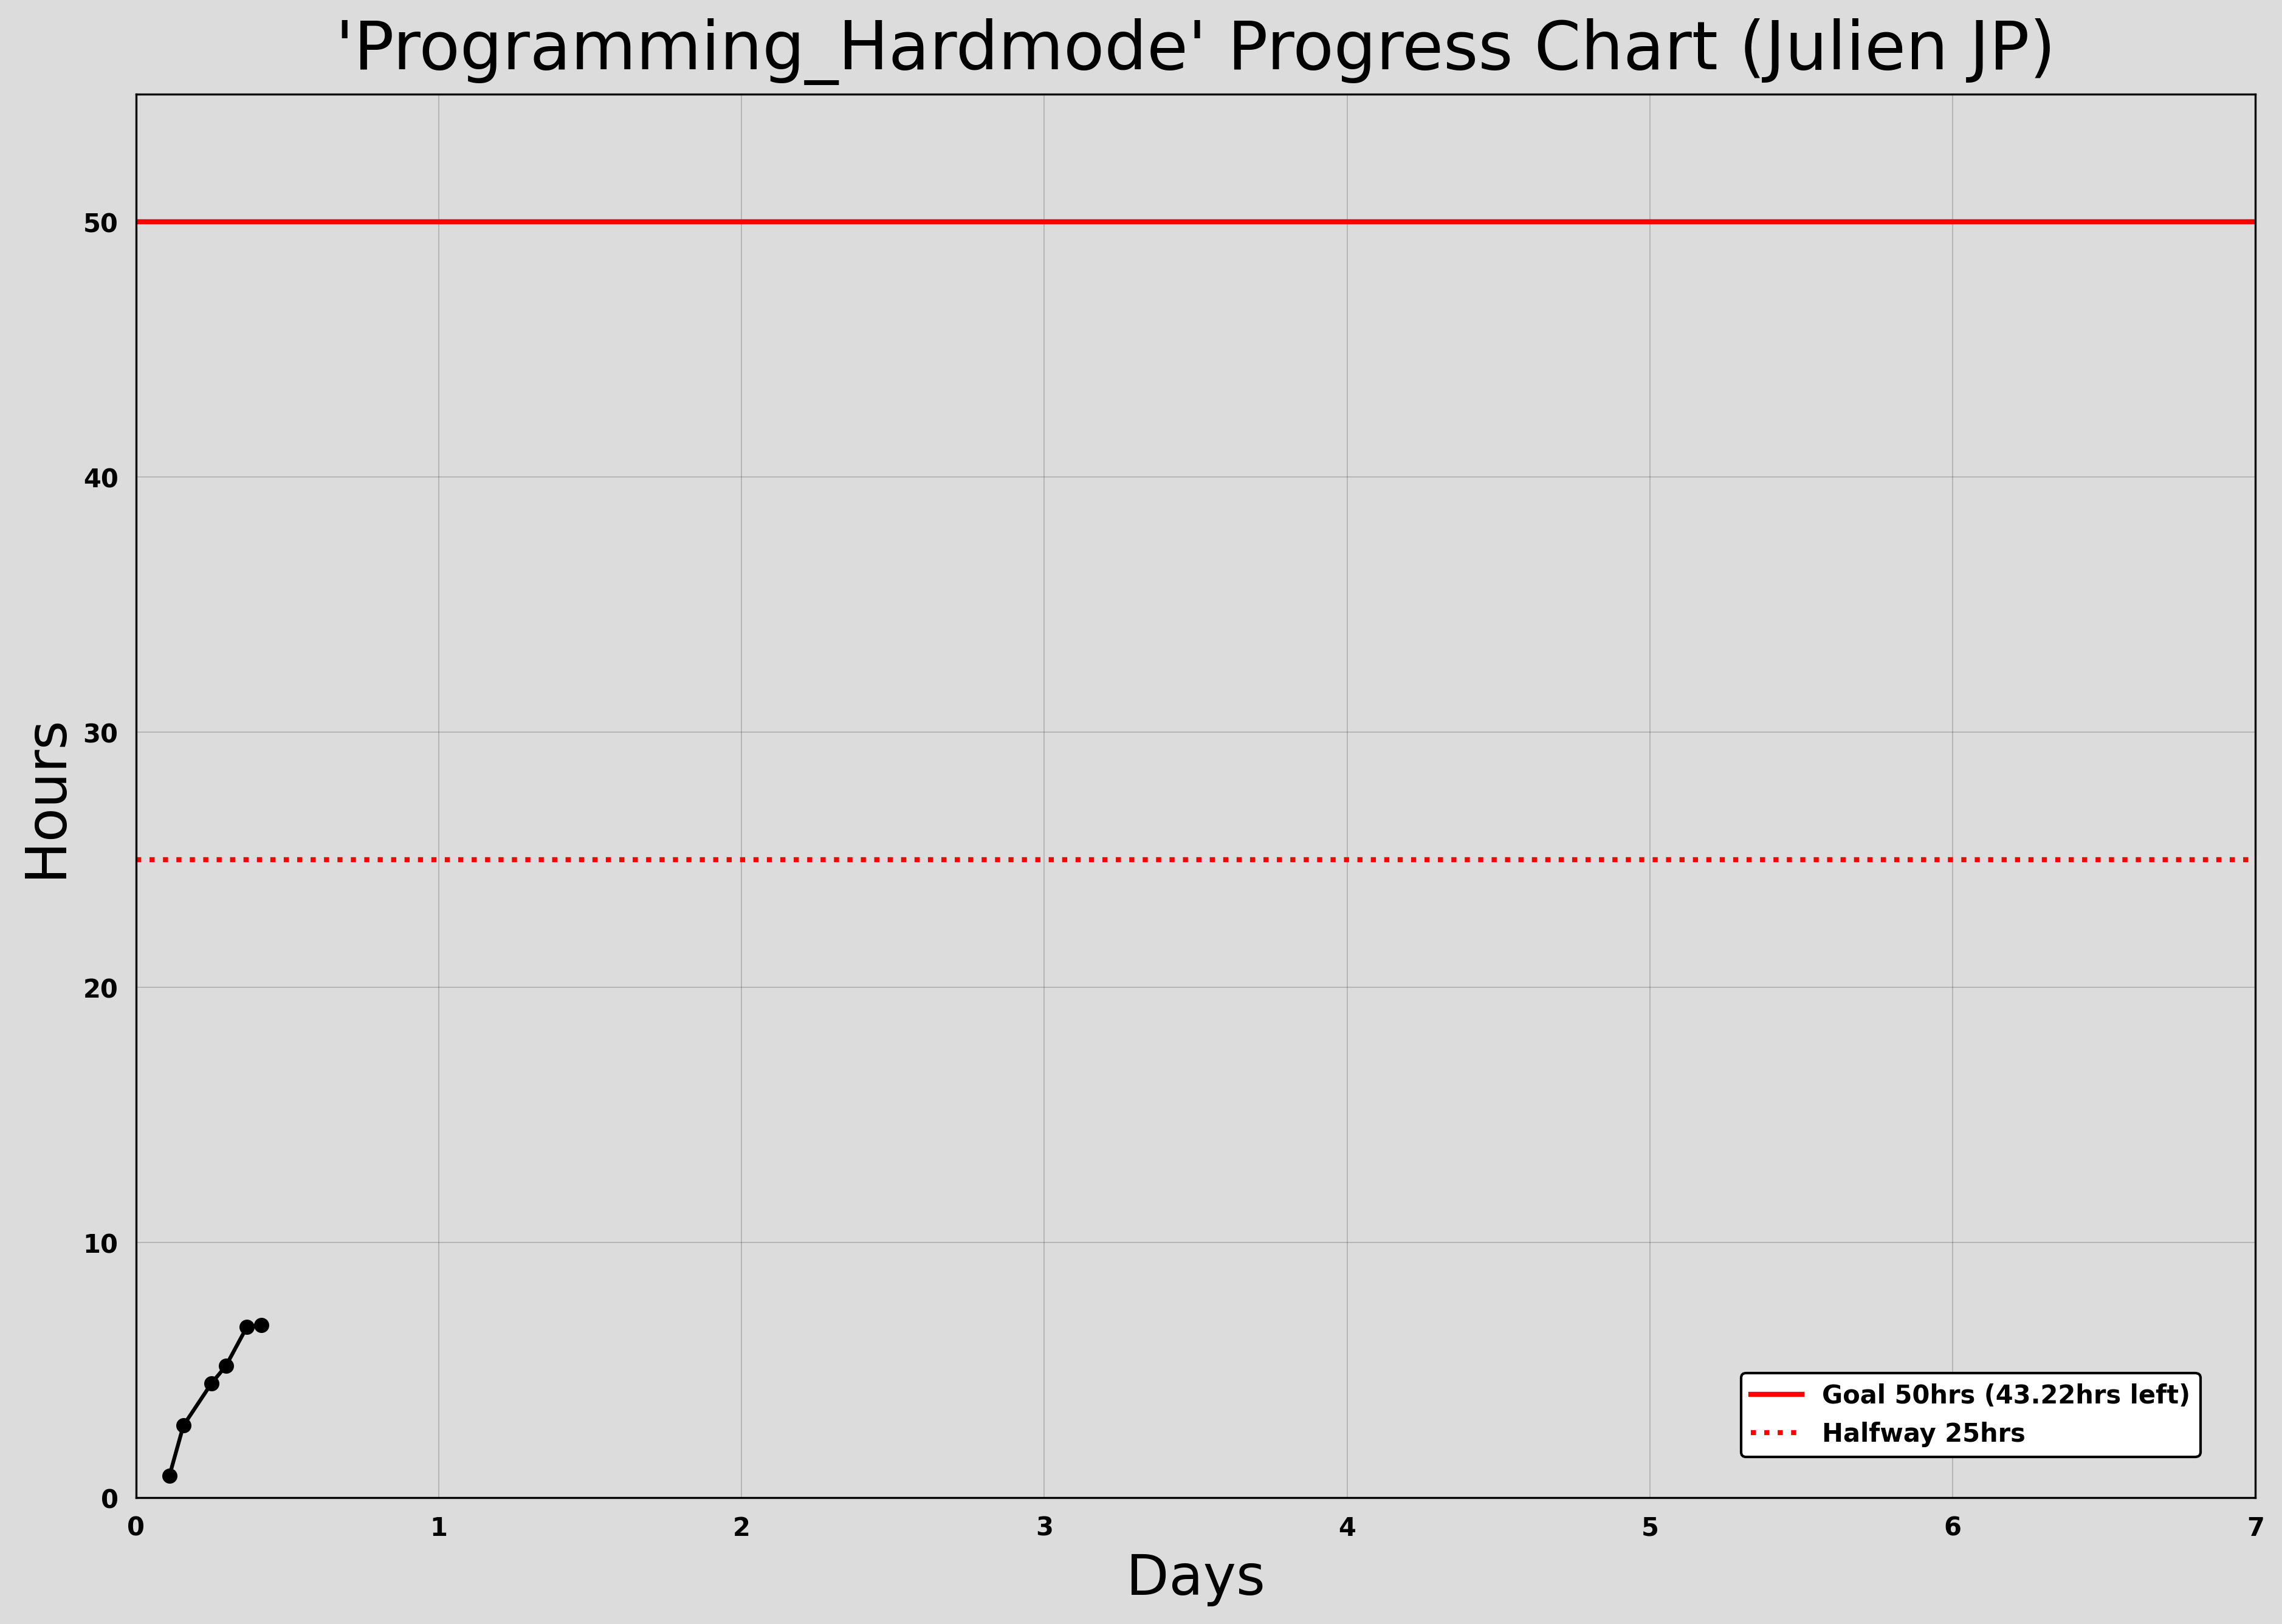 'Programming_Hardmode' Progress Chart (Julien JP)
Hours
50
40
30
20
10
0
0 1 2 3 4 5 6 7
Days
Goal 50hrs (43.22hrs left)
Halfway 25hrs